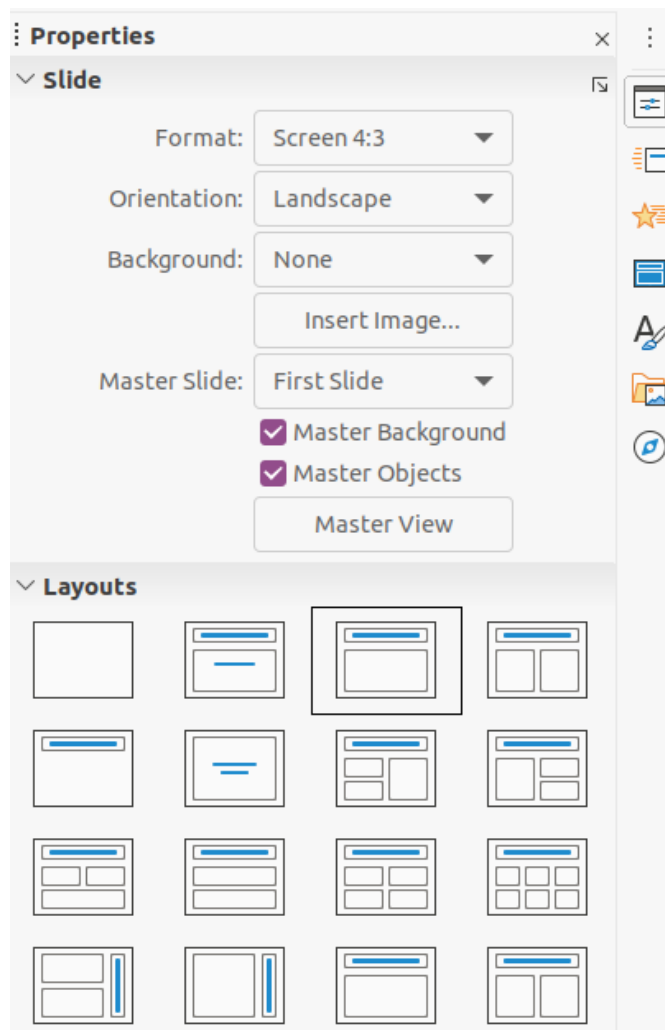 Properties
Slide
Format: Screen 4:3
Orientation: Landscape
Background: None
Insert Image...
Master Slide: First Slide
Master Background
Master Objects
Master View
Layouts